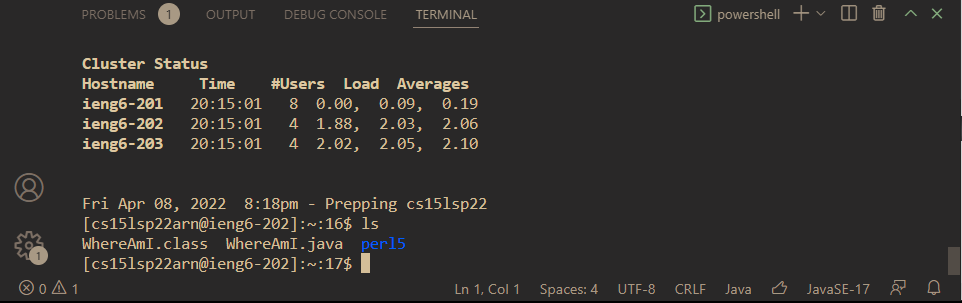 PROBLEMS 1 OUTPUT DEBUG CONSOLE TERMINAL powershell
Cluster Status
Hostname     Time    #Users  Load  Averages
ieng6-201   20:15:01   8  0.00,  0.09,  0.19
ieng6-202   20:15:01   4  1.88,  2.03,  2.06
ieng6-203   20:15:01   4  2.02,  2.05,  2.10
Fri Apr 08, 2022  8:18pm - Prepping cs15lsp22
[cs15lsp22arn@ieng6-202]:~:16$ ls
WhereAmI.class  WhereAmI.java  perl5
[cs15lsp22arn@ieng6-202]:~:17$
1
0 1 Ln 1, Col 1 Spaces: 4 UTF-8 CRLF Java JavaSE-17